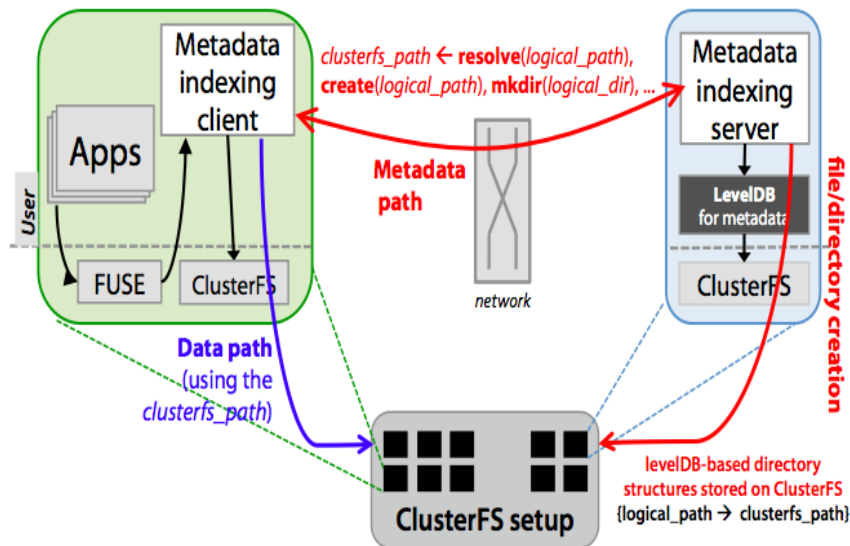 Metadata
indexing
client
clusterfs_path ← resolve(logical_path),
create(logical_path), mkdir(logical_dir), ...
Metadata
indexing
server
Apps
Metadata
path
User
LevelDB
for metadata
file/directory creation
FUSE
ClusterFS
network
ClusterFS
Data path
(using the
clusterfs_path)
levelDB-based directory
structures stored on ClusterFS
{logical_path → clusterfs_path}
ClusterFS setup